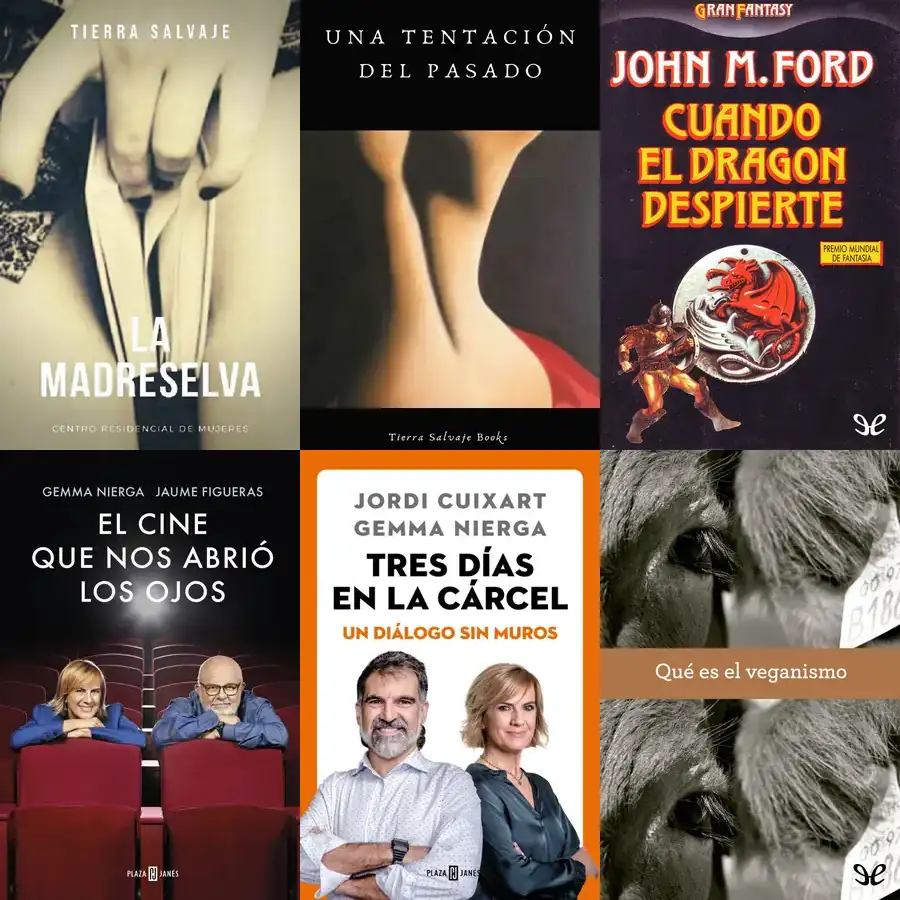 TIERRA SALVAJE
LA
MADRESELVA
CENTRO RESIDENCIAL DE MUJERES
UNA TENTACIÓN
DEL PASADO
Tierra Salvaje Books
GRAN FANTASY
JOHN M. FORD
CUANDO
EL DRAGON
DESPIERTE
PREMIO MUNDIAL
DE FANTASIA
GEMMA NIERGA JAUME FIGUERAS
EL CINE
QUE NOS ABRIÓ
LOS OJOS
PLAZA JANÉS
JORDI CUIXART
GEMMA NIERGA
TRES DÍAS
EN LA CÁRCEL
UN DIÁLOGO SIN MUROS
PLAZA JANÉS
Qué es el veganismo